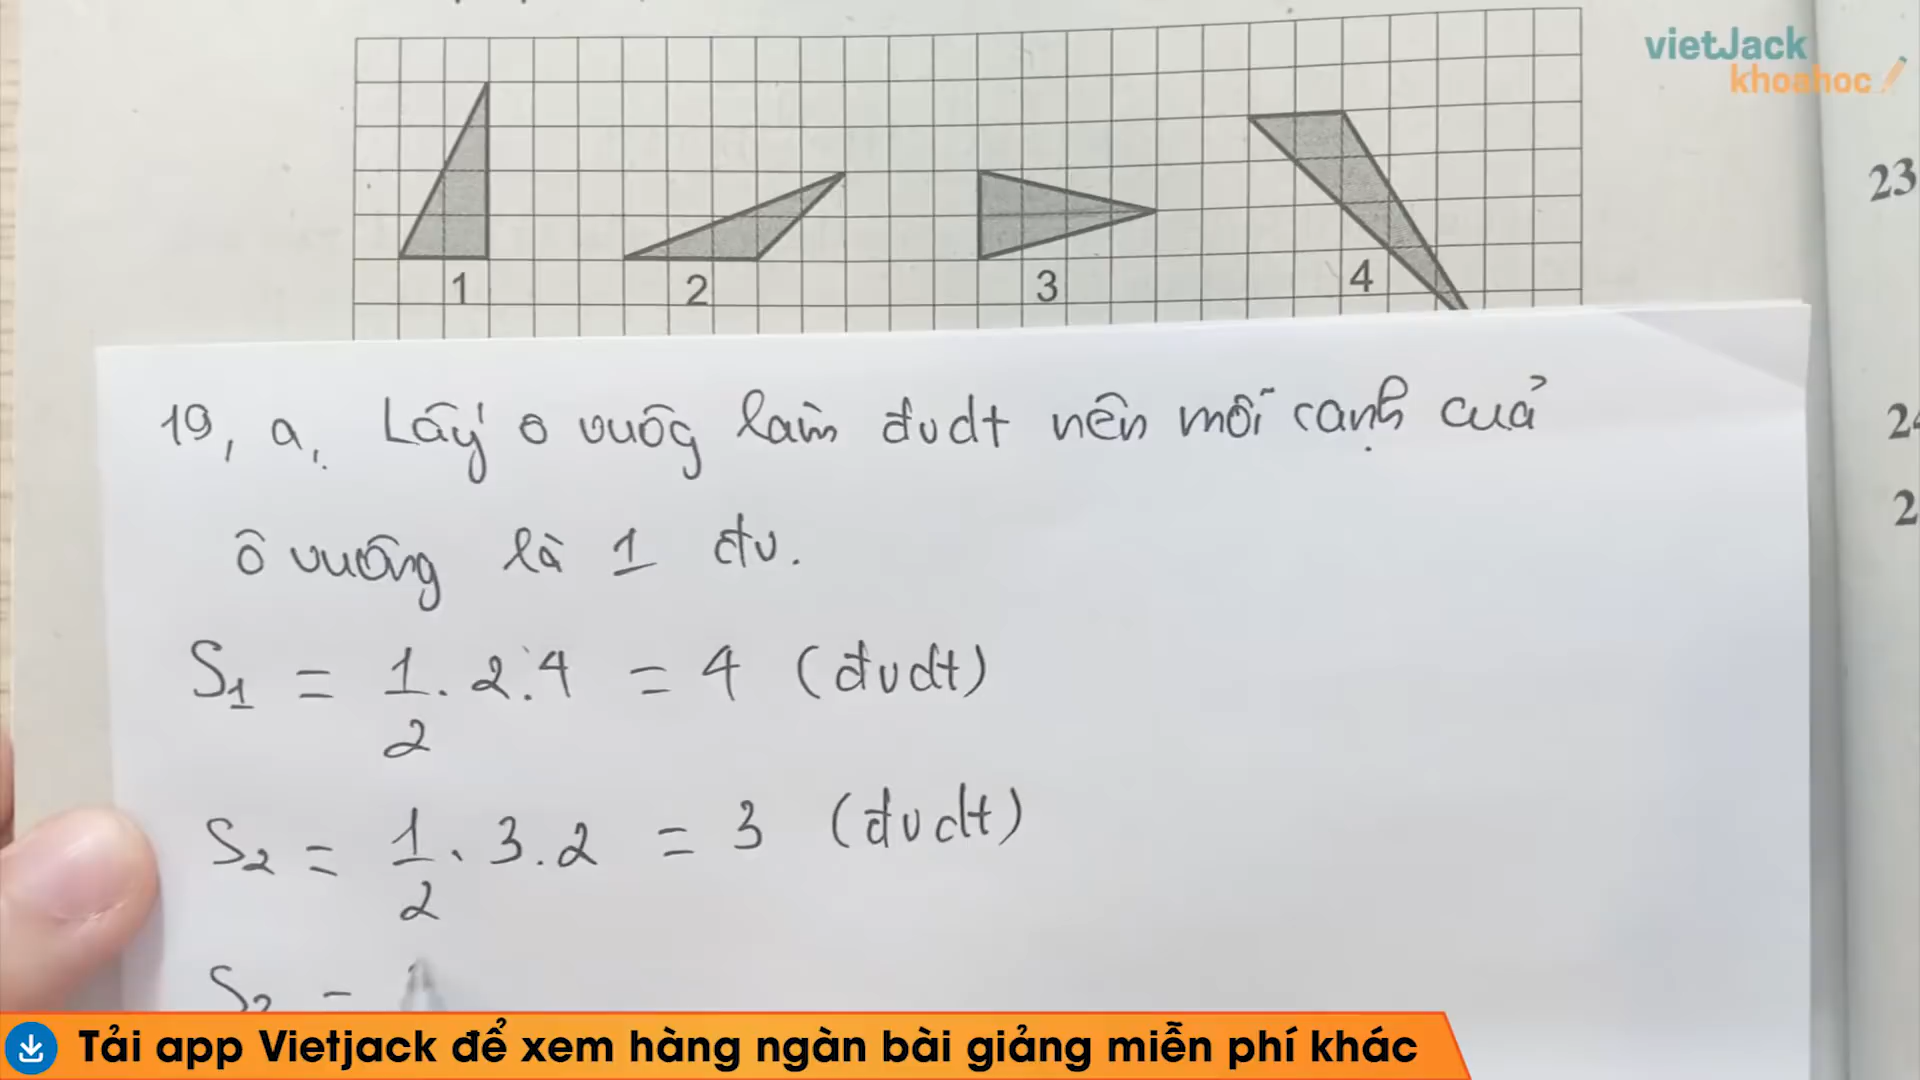 vietJack
khoahoc
23
1
2
3
4
19, a, Lấy o vuôg làm đvdt nên mỗi cạnh của
ô vuông là 1 đv.
S₁ = 1/2 . 2.4 = 4 (đvdt)
S₂ = 1/2 . 3.2 = 3 (đvdt)
Tải app Vietjack để xem hàng ngàn bài giảng miễn phí khác